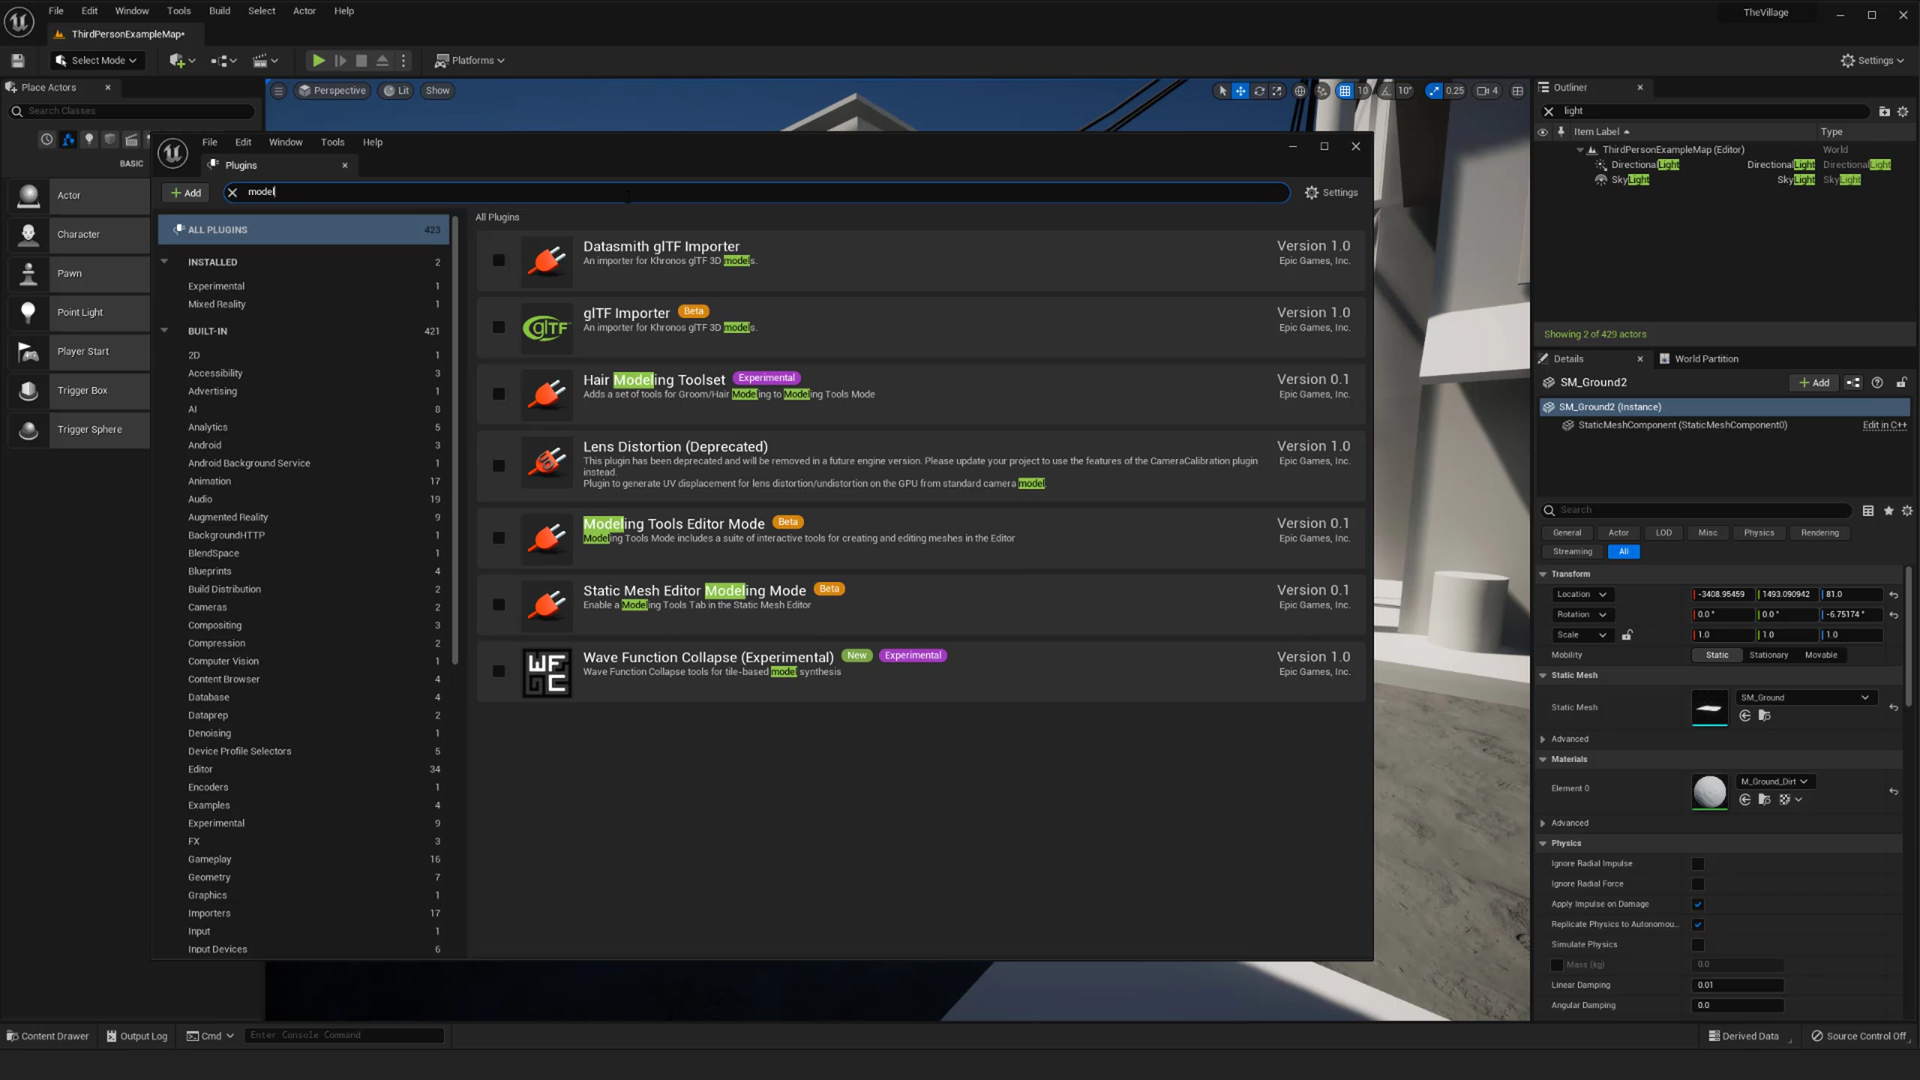 File Edit Window Tools Build Select Actor Help
TheVillage
ThirdPersonExampleMap*
Select Mode
Platforms
Settings
Place Actors
Search Classes
BASIC
Actor
Character
Pawn
Point Light
Player Start
Trigger Box
Trigger Sphere
Perspective Lit Show
10 10° 0.25 4
File Edit Window Tools Help
Plugins
+ Add
model
Settings
ALL PLUGINS 423
INSTALLED 2
Experimental 1
Mixed Reality 1
BUILT-IN 421
2D 1
Accessibility 3
Advertising 1
AI 8
Analytics 5
Android 1
Android Background Service 1
Animation 17
Audio 19
Augmented Reality 9
BackgroundHTTP 1
BlendSpace 1
Blueprints 4
Build Distribution 2
Cameras 2
Compositing 3
Compression 2
Computer Vision 1
Content Browser 4
Database 4
Dataprep 2
Denoising 1
Device Profile Selectors 5
Editor 34
Encoders 1
Examples 4
Experimental 9
FX 3
Gameplay 16
Geometry 7
Graphics 1
Importers 17
Input 1
Input Devices 6
All Plugins
Datasmith glTF Importer Version 1.0
An importer for Khronos glTF 3D models. Epic Games, Inc.
glTF
glTF Importer Beta Version 1.0
An importer for Khronos glTF 3D models. Epic Games, Inc.
Hair Modeling Toolset Experimental Version 0.1
Adds a set of tools for Groom/Hair Modeling to Modeling Tools Mode Epic Games, Inc.
Lens Distortion (Deprecated) Version 1.0
This plugin has been deprecated and will be removed in a future engine version. Please update your project to use the features of the CameraCalibration plugin Epic Games, Inc.
instead.
Plugin to generate UV displacement for lens distortion/undistortion on the GPU from standard camera model.
Modeling Tools Editor Mode Beta Version 0.1
Modeling Tools Mode includes a suite of interactive tools for creating and editing meshes in the Editor Epic Games, Inc.
Static Mesh Editor Modeling Mode Beta Version 0.1
Enable a Modeling Tools Tab in the Static Mesh Editor Epic Games, Inc.
WFC
Wave Function Collapse (Experimental) New Experimental Version 1.0
Wave Function Collapse tools for tile-based model synthesis Epic Games, Inc.
Outliner
light
Item Label Type
ThirdPersonExampleMap (Editor) World
DirectionalLight DirectionalLight DirectionalLight
SkyLight SkyLight SkyLight
Showing 2 of 429 actors
Details World Partition
SM_Ground2 + Add
SM_Ground2 (Instance)
StaticMeshComponent (StaticMeshComponent0) Edit in C++
Search
General Actor LOD Misc Physics Rendering
Streaming All
Transform
Location -3408.95459 1493.090942 81.0
Rotation 0.0 ° 0.0 ° -6.75174 °
Scale 1.0 1.0 1.0
Mobility Static Stationary Movable
Static Mesh
Static Mesh SM_Ground
Advanced
Materials
Element 0 M_Ground_Dirt
Advanced
Physics
Ignore Radial Impulse
Ignore Radial Force
Apply Impulse on Damage
Replicate Physics to Autonomou...
Simulate Physics
Mass (kg) 0.0
Linear Damping 0.01
Angular Damping 0.0
Content Drawer Output Log Cmd Enter Console Command
Derived Data Source Control Off